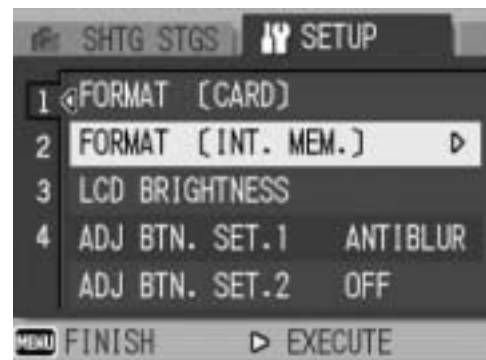 SHTG STGS SETUP
1 FORMAT [CARD]
2 FORMAT [INT. MEM.]
3 LCD BRIGHTNESS
4 ADJ BTN. SET.1 ANTIBLUR
ADJ BTN. SET.2 OFF
MENU FINISH EXECUTE